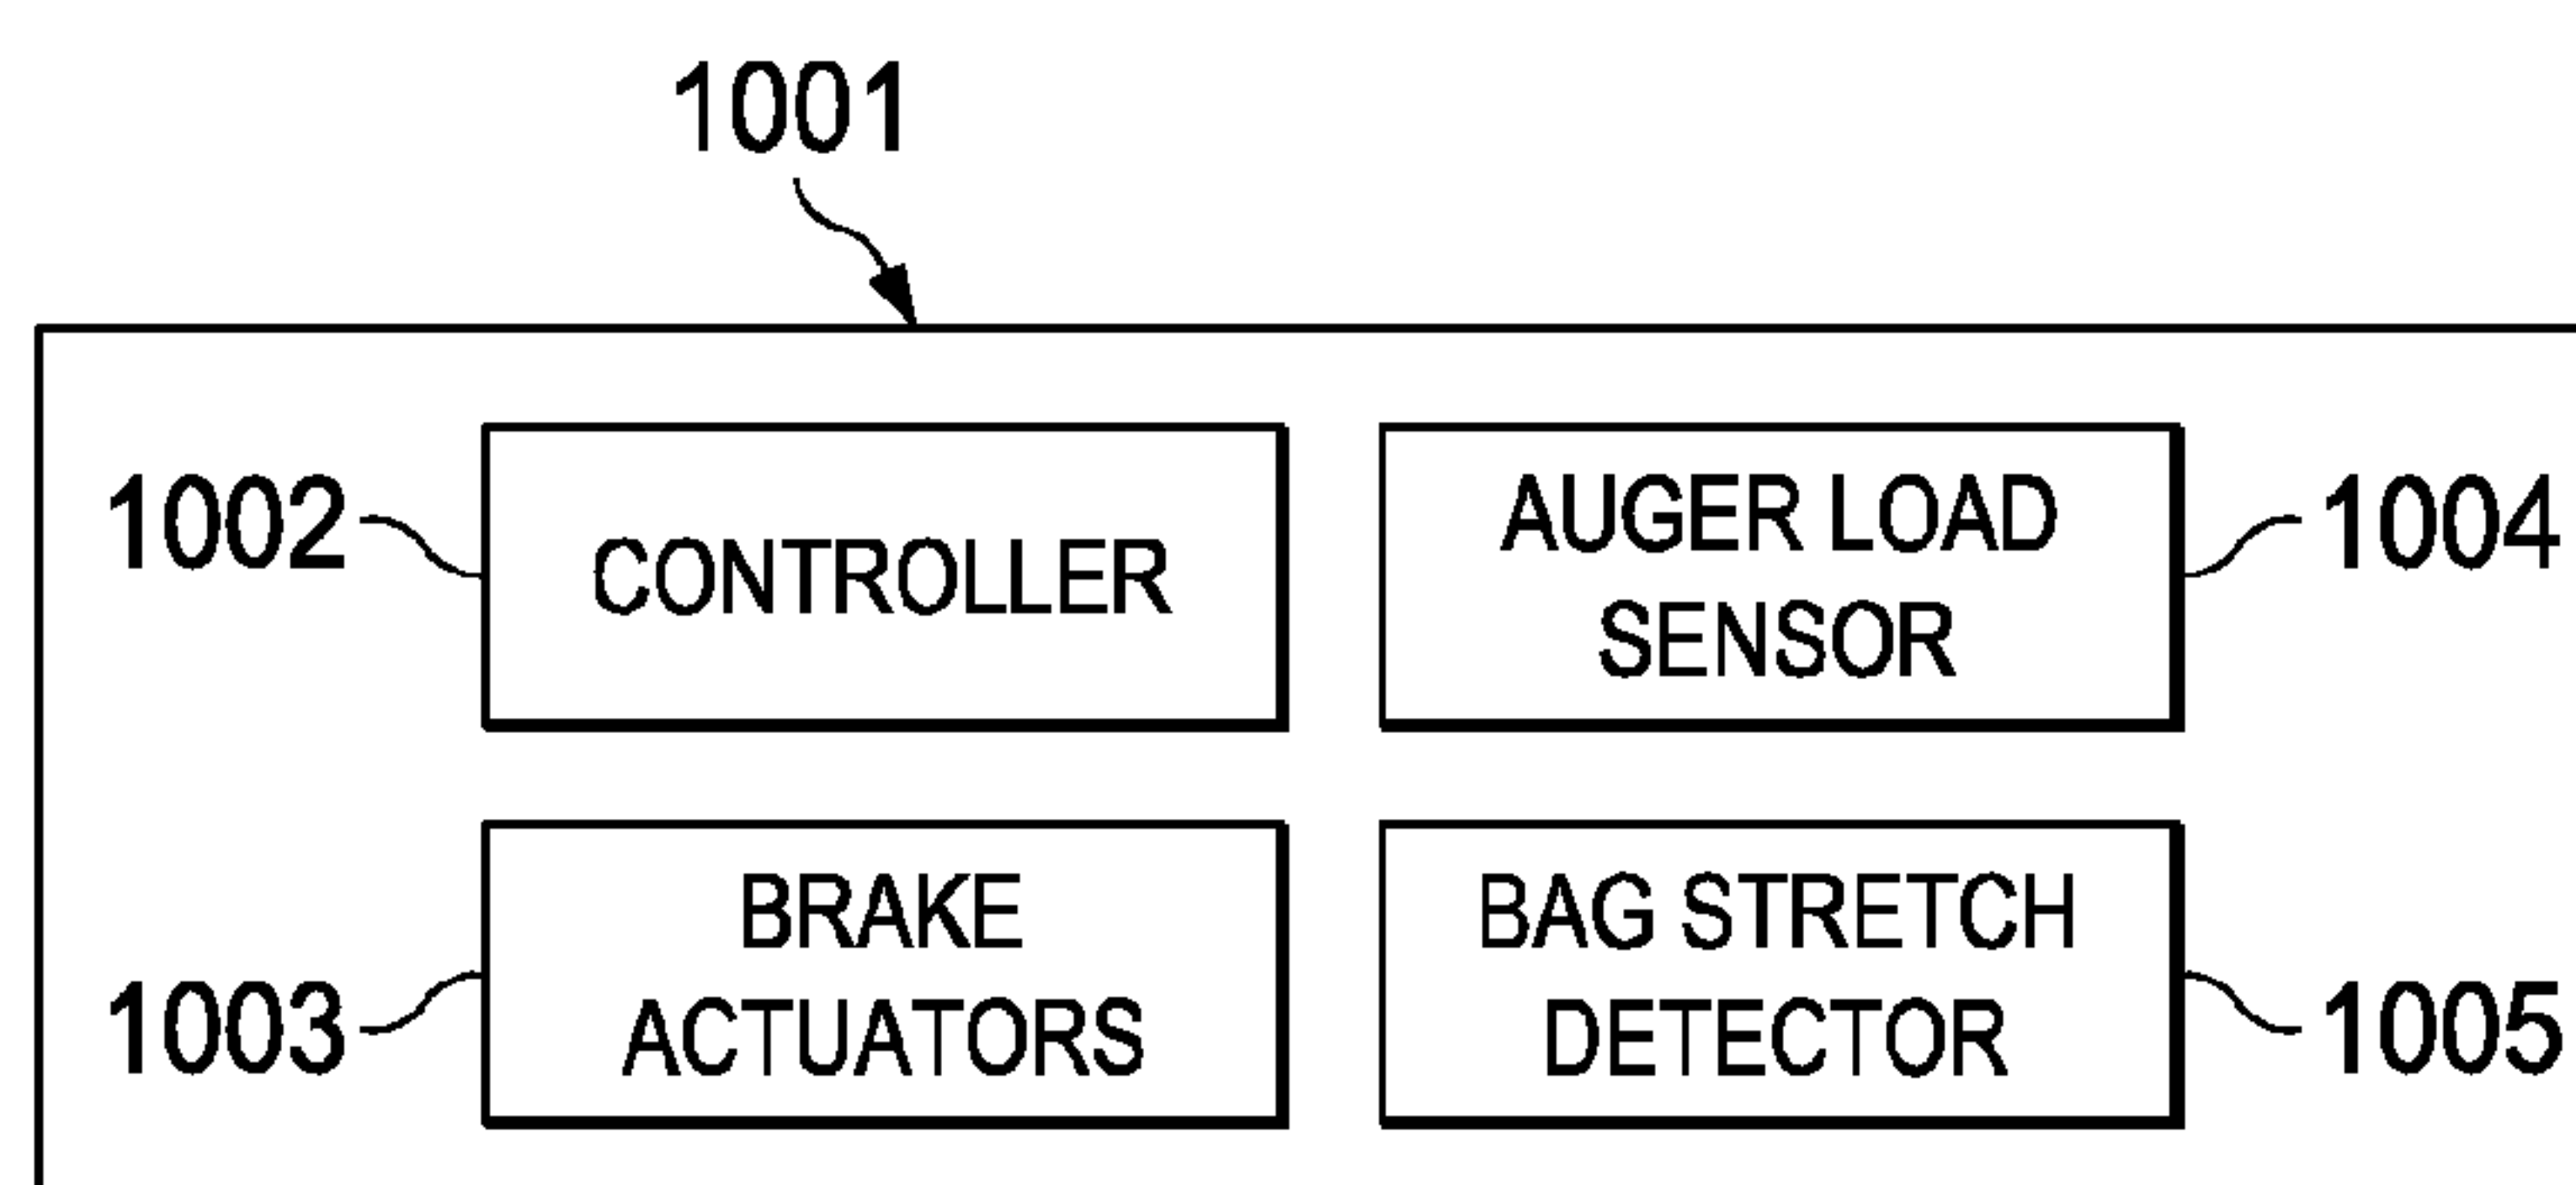 1001
1002
CONTROLLER
AUGER LOAD
SENSOR
1004
1003
BRAKE
ACTUATORS
BAG STRETCH
DETECTOR
1005